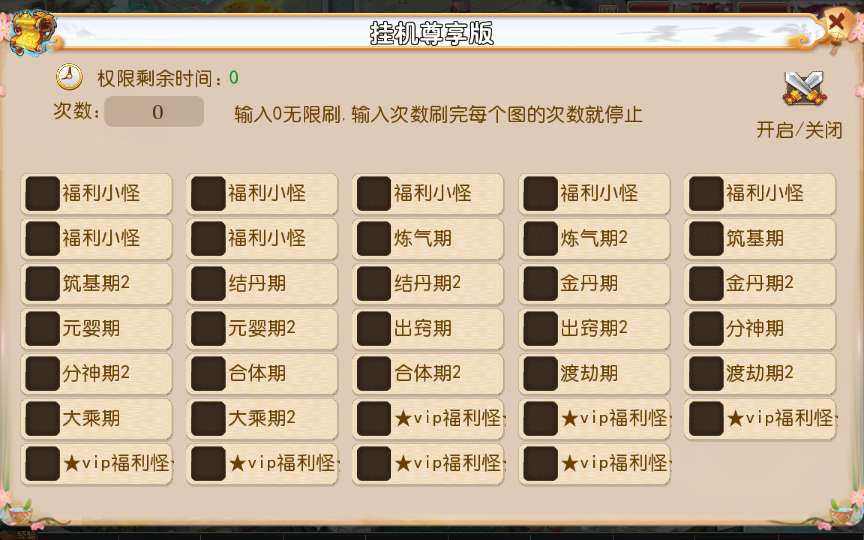 挂机尊享版
权限剩余时间：0
次数： 0 输入0无限刷.输入次数刷完每个图的次数就停止
开启/关闭
福利小怪 福利小怪 福利小怪 福利小怪 福利小怪
福利小怪 福利小怪 炼气期 炼气期2 筑基期
筑基期2 结丹期 结丹期2 金丹期 金丹期2
元婴期 元婴期2 出窍期 出窍期2 分神期
分神期2 合体期 合体期2 渡劫期 渡劫期2
大乘期 大乘期2 ★vip福利怪 ★vip福利怪 ★vip福利怪
★vip福利怪 ★vip福利怪 ★vip福利怪 ★vip福利怪